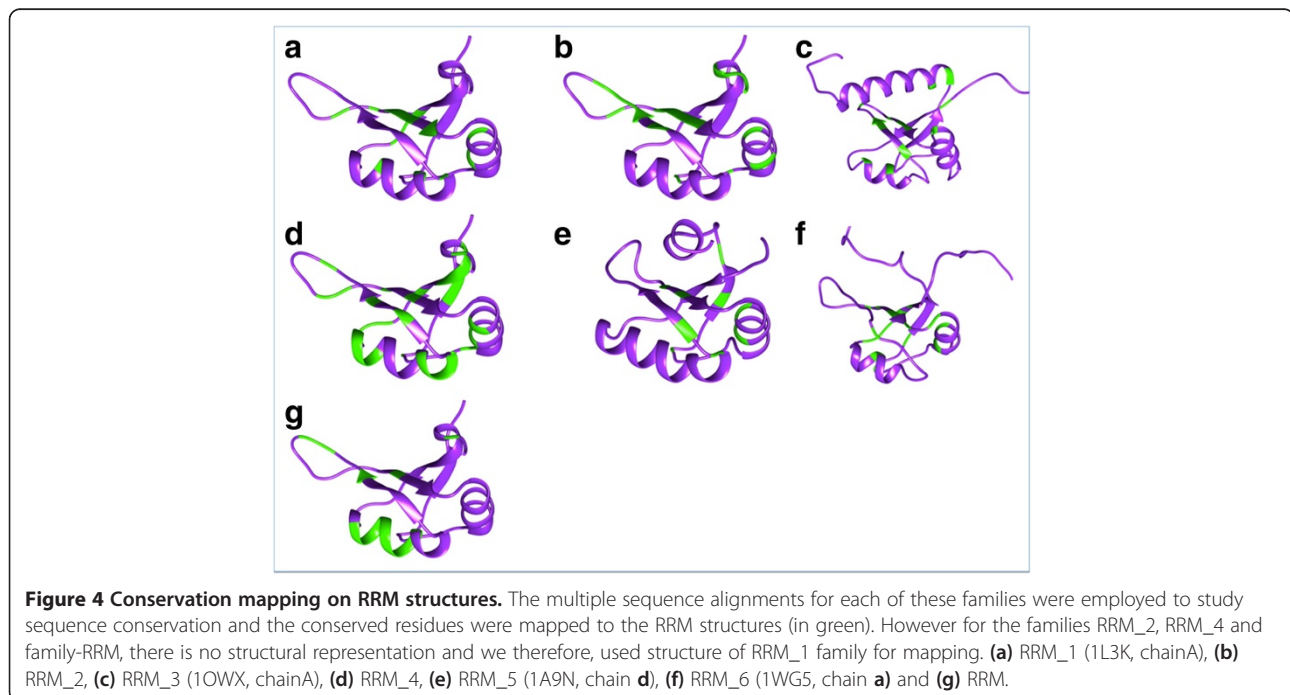 a
b
c
d
e
f
g
Figure 4 Conservation mapping on RRM structures. The multiple sequence alignments for each of these families were employed to study
sequence conservation and the conserved residues were mapped to the RRM structures (in green). However for the families RRM_2, RRM_4 and
family-RRM, there is no structural representation and we therefore, used structure of RRM_1 family for mapping. (a) RRM_1 (1L3K, chainA), (b)
RRM_2, (c) RRM_3 (1OWX, chainA), (d) RRM_4, (e) RRM_5 (1A9N, chain d), (f) RRM_6 (1WG5, chain a) and (g) RRM.